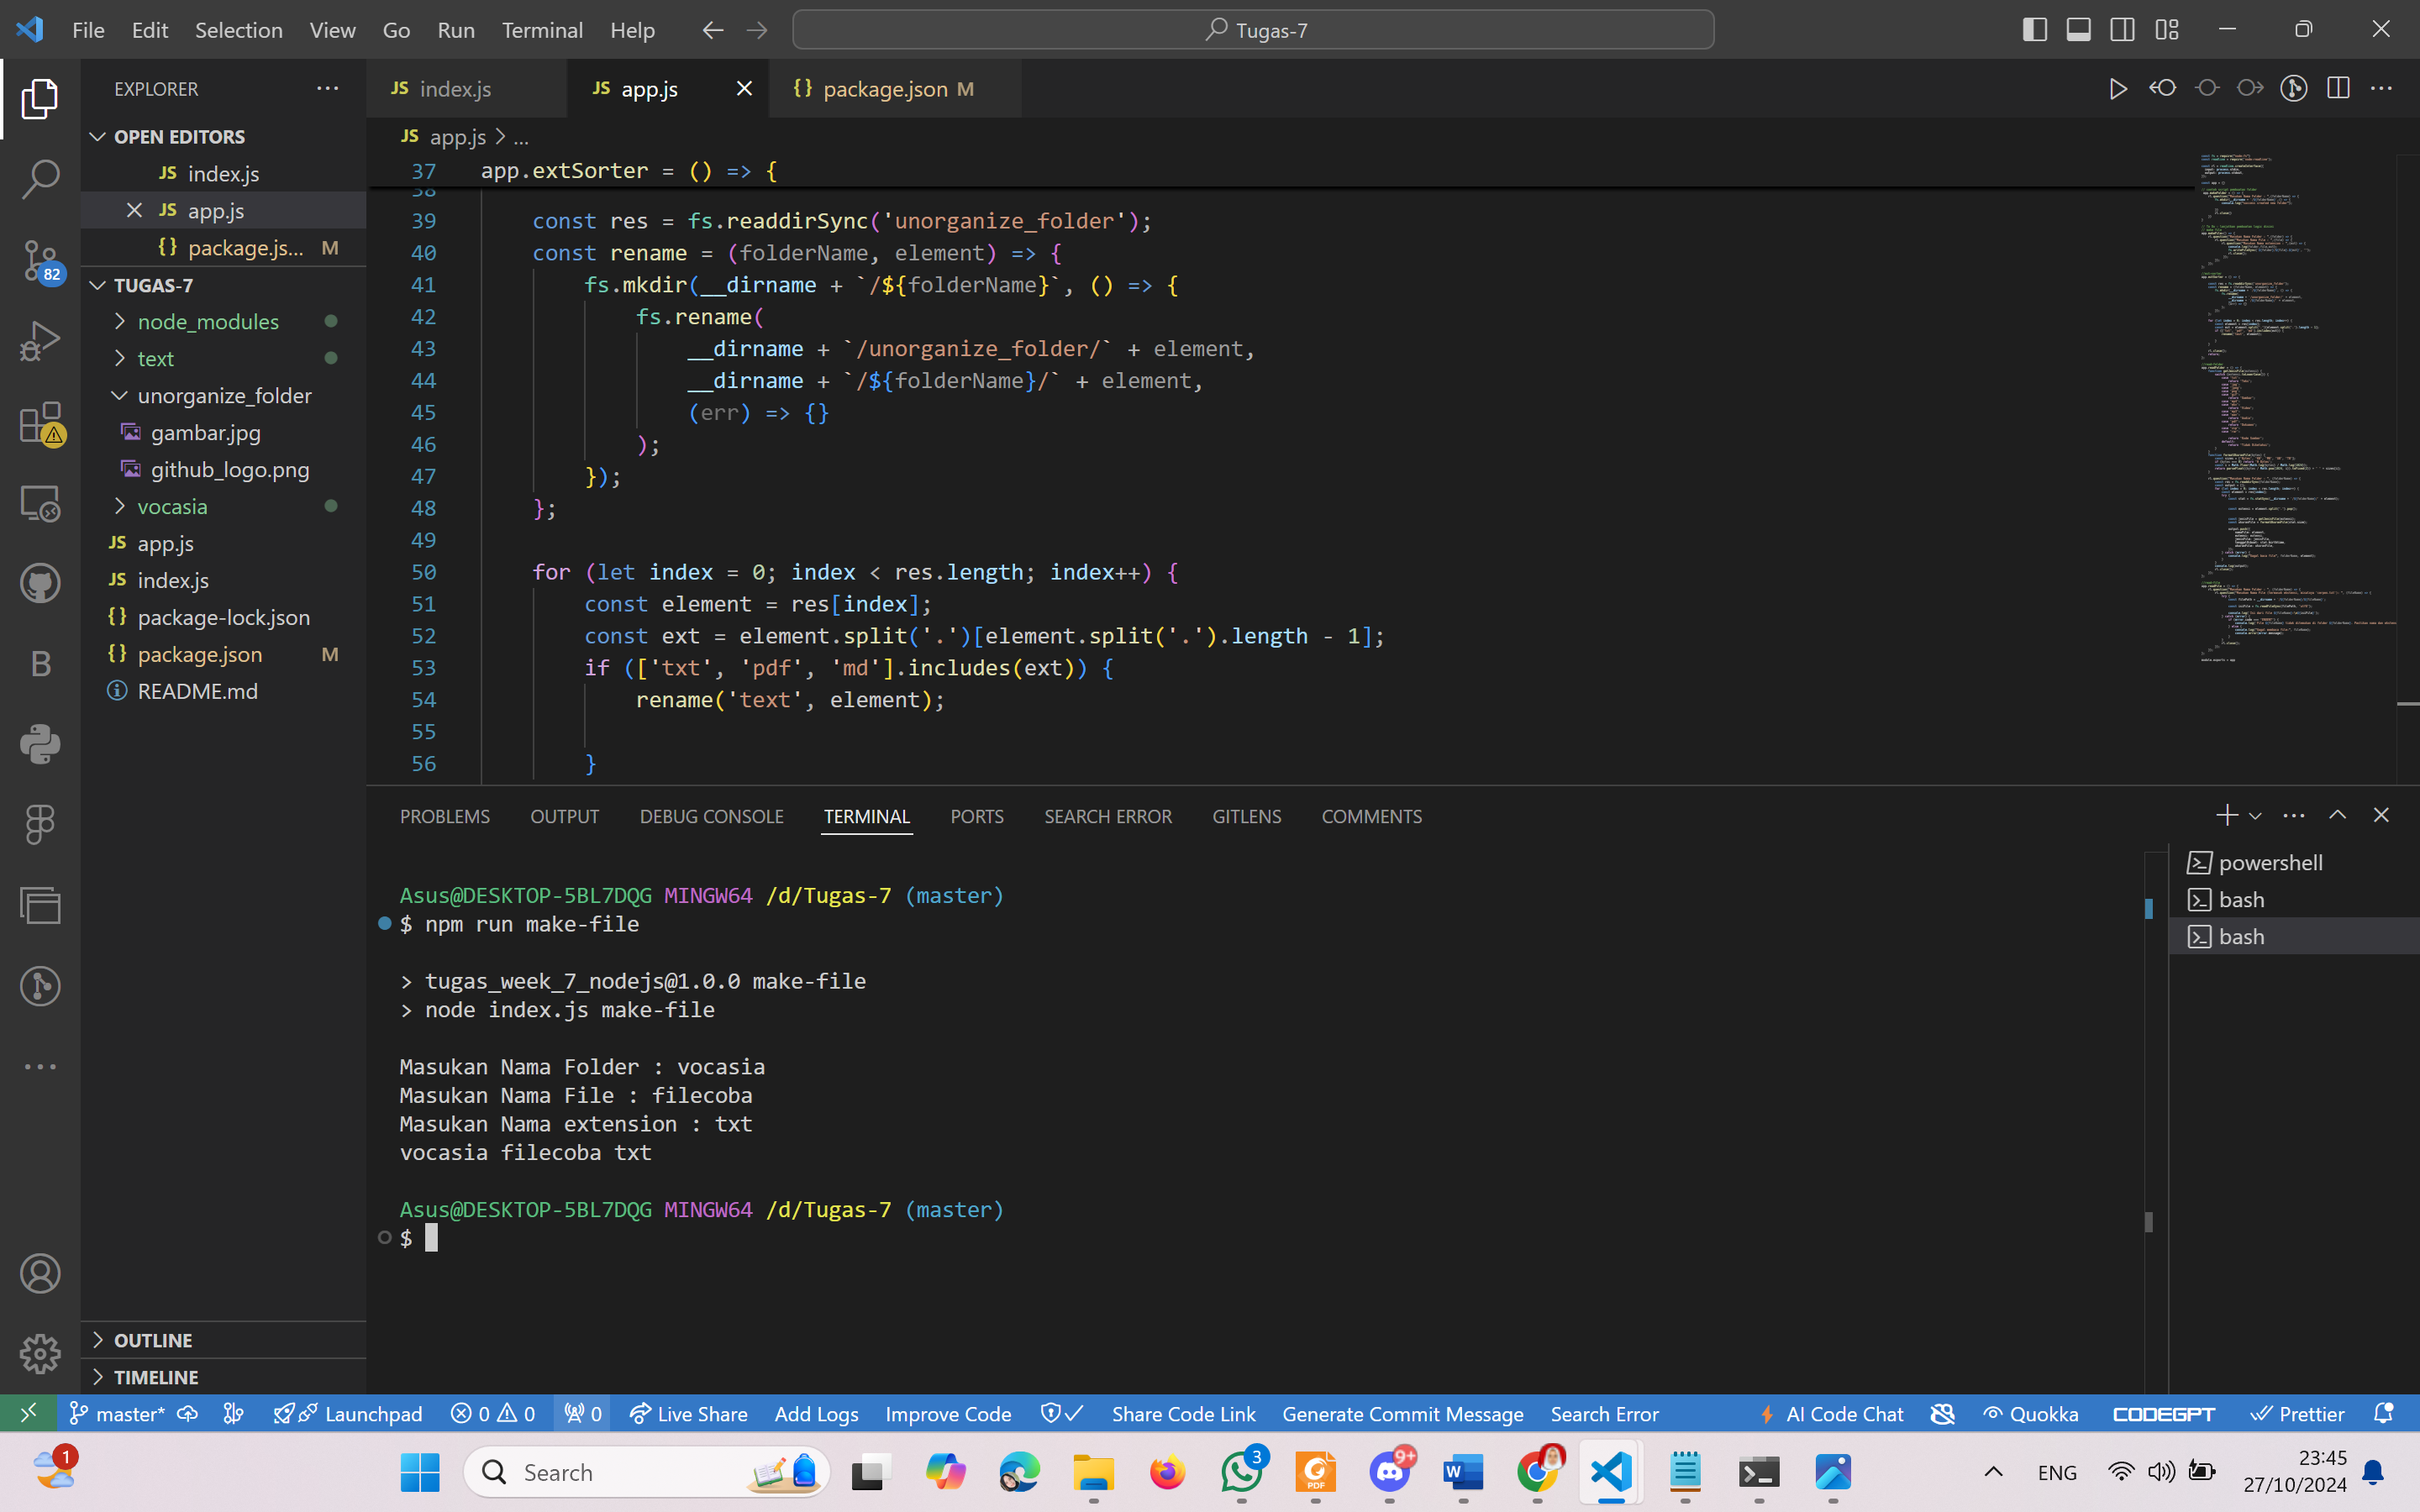 File Edit Selection View Go Run Terminal Help
Tugas-7
EXPLORER
OPEN EDITORS
JS index.js
JS app.js
{} package.js... M
TUGAS-7
node_modules
text
unorganize_folder
gambar.jpg
github_logo.png
vocasia
JS app.js
JS index.js
{} package-lock.json
{} package.json M
README.md
OUTLINE
TIMELINE
82
B
JS index.js
JS app.js
{} package.json M
JS app.js > ...
37 app.extSorter = () => {
38
39 const res = fs.readdirSync('unorganize_folder');
40 const rename = (folderName, element) => {
41 fs.mkdir(__dirname + `/${folderName}`, () => {
42 fs.rename(
43 __dirname + `/unorganize_folder/` + element,
44 __dirname + `/${folderName}/` + element,
45 (err) => {}
46 );
47 });
48 };
49
50 for (let index = 0; index < res.length; index++) {
51 const element = res[index];
52 const ext = element.split('.')[element.split('.').length - 1];
53 if (['txt', 'pdf', 'md'].includes(ext)) {
54 rename('text', element);
55
56 }
PROBLEMS OUTPUT DEBUG CONSOLE TERMINAL PORTS SEARCH ERROR GITLENS COMMENTS
Asus@DESKTOP-5BL7DQG MINGW64 /d/Tugas-7 (master)
$ npm run make-file
> tugas_week_7_nodejs@1.0.0 make-file
> node index.js make-file
Masukan Nama Folder : vocasia
Masukan Nama File : filecoba
Masukan Nama extension : txt
vocasia filecoba txt
Asus@DESKTOP-5BL7DQG MINGW64 /d/Tugas-7 (master)
$
powershell
bash
bash
master* Launchpad 0 0 0 Live Share Add Logs Improve Code Share Code Link Generate Commit Message Search Error AI Code Chat Quokka CODEGPT Prettier
1
Search
3
PDF
9+
W
ENG
23:45
27/10/2024